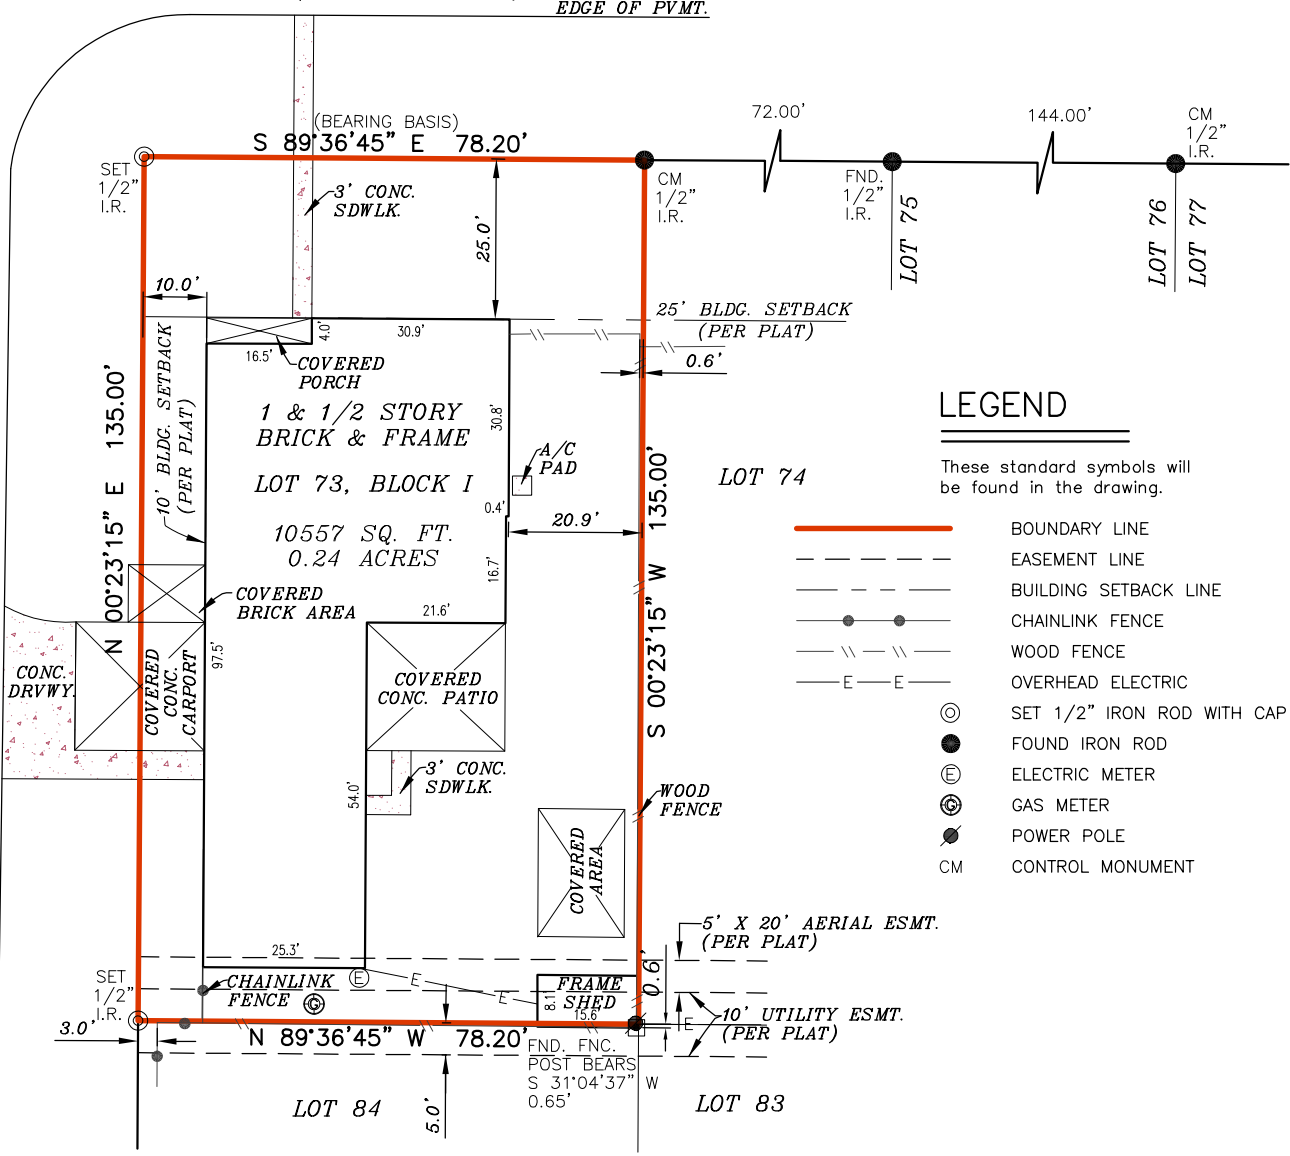 EDGE OF PVMT.
(BEARING BASIS)
S 89°36'45" E 78.20'
72.00'
144.00'
CM
1/2"
I.R.
SET
1/2"
I.R.
CM
1/2"
I.R.
FND.
1/2"
I.R.
LOT 75
LOT 76
LOT 77
3' CONC.
SDWLK.
25.0'
10.0'
25' BLDG. SETBACK
(PER PLAT)
0.6'
4.0'
30.9'
16.5'
COVERED
PORCH
10' BLDG. SETBACK
(PER PLAT)
N 00°23'15" E 135.00'
1 & 1/2 STORY
BRICK & FRAME
LOT 73, BLOCK I
10557 SQ. FT.
0.24 ACRES
30.8'
A/C
PAD
0.4'
20.9'
16.7'
S 00°23'15" W 135.00'
LOT 74
COVERED
BRICK AREA
21.6'
97.5'
CONC.
DRVWY.
COVERED
CONC.
CARPORT
COVERED
CONC. PATIO
3' CONC.
SDWLK.
54.0'
WOOD
FENCE
COVERED
AREA
5' X 20' AERIAL ESMT.
(PER PLAT)
25.3'
SET
1/2"
I.R.
CHAINLINK
FENCE
E
G
E
E
FRAME
SHED
8.1'
15.6'
0.6'
E
10' UTILITY ESMT.
(PER PLAT)
3.0'
N 89°36'45" W 78.20'
FND. FNC.
POST BEARS
S 31°04'37" W
0.65'
5.0'
LOT 84
LOT 83
LEGEND
These standard symbols will
be found in the drawing.
BOUNDARY LINE
EASEMENT LINE
BUILDING SETBACK LINE
CHAINLINK FENCE
WOOD FENCE
E E OVERHEAD ELECTRIC
SET 1/2" IRON ROD WITH CAP
FOUND IRON ROD
E ELECTRIC METER
G GAS METER
POWER POLE
CM CONTROL MONUMENT